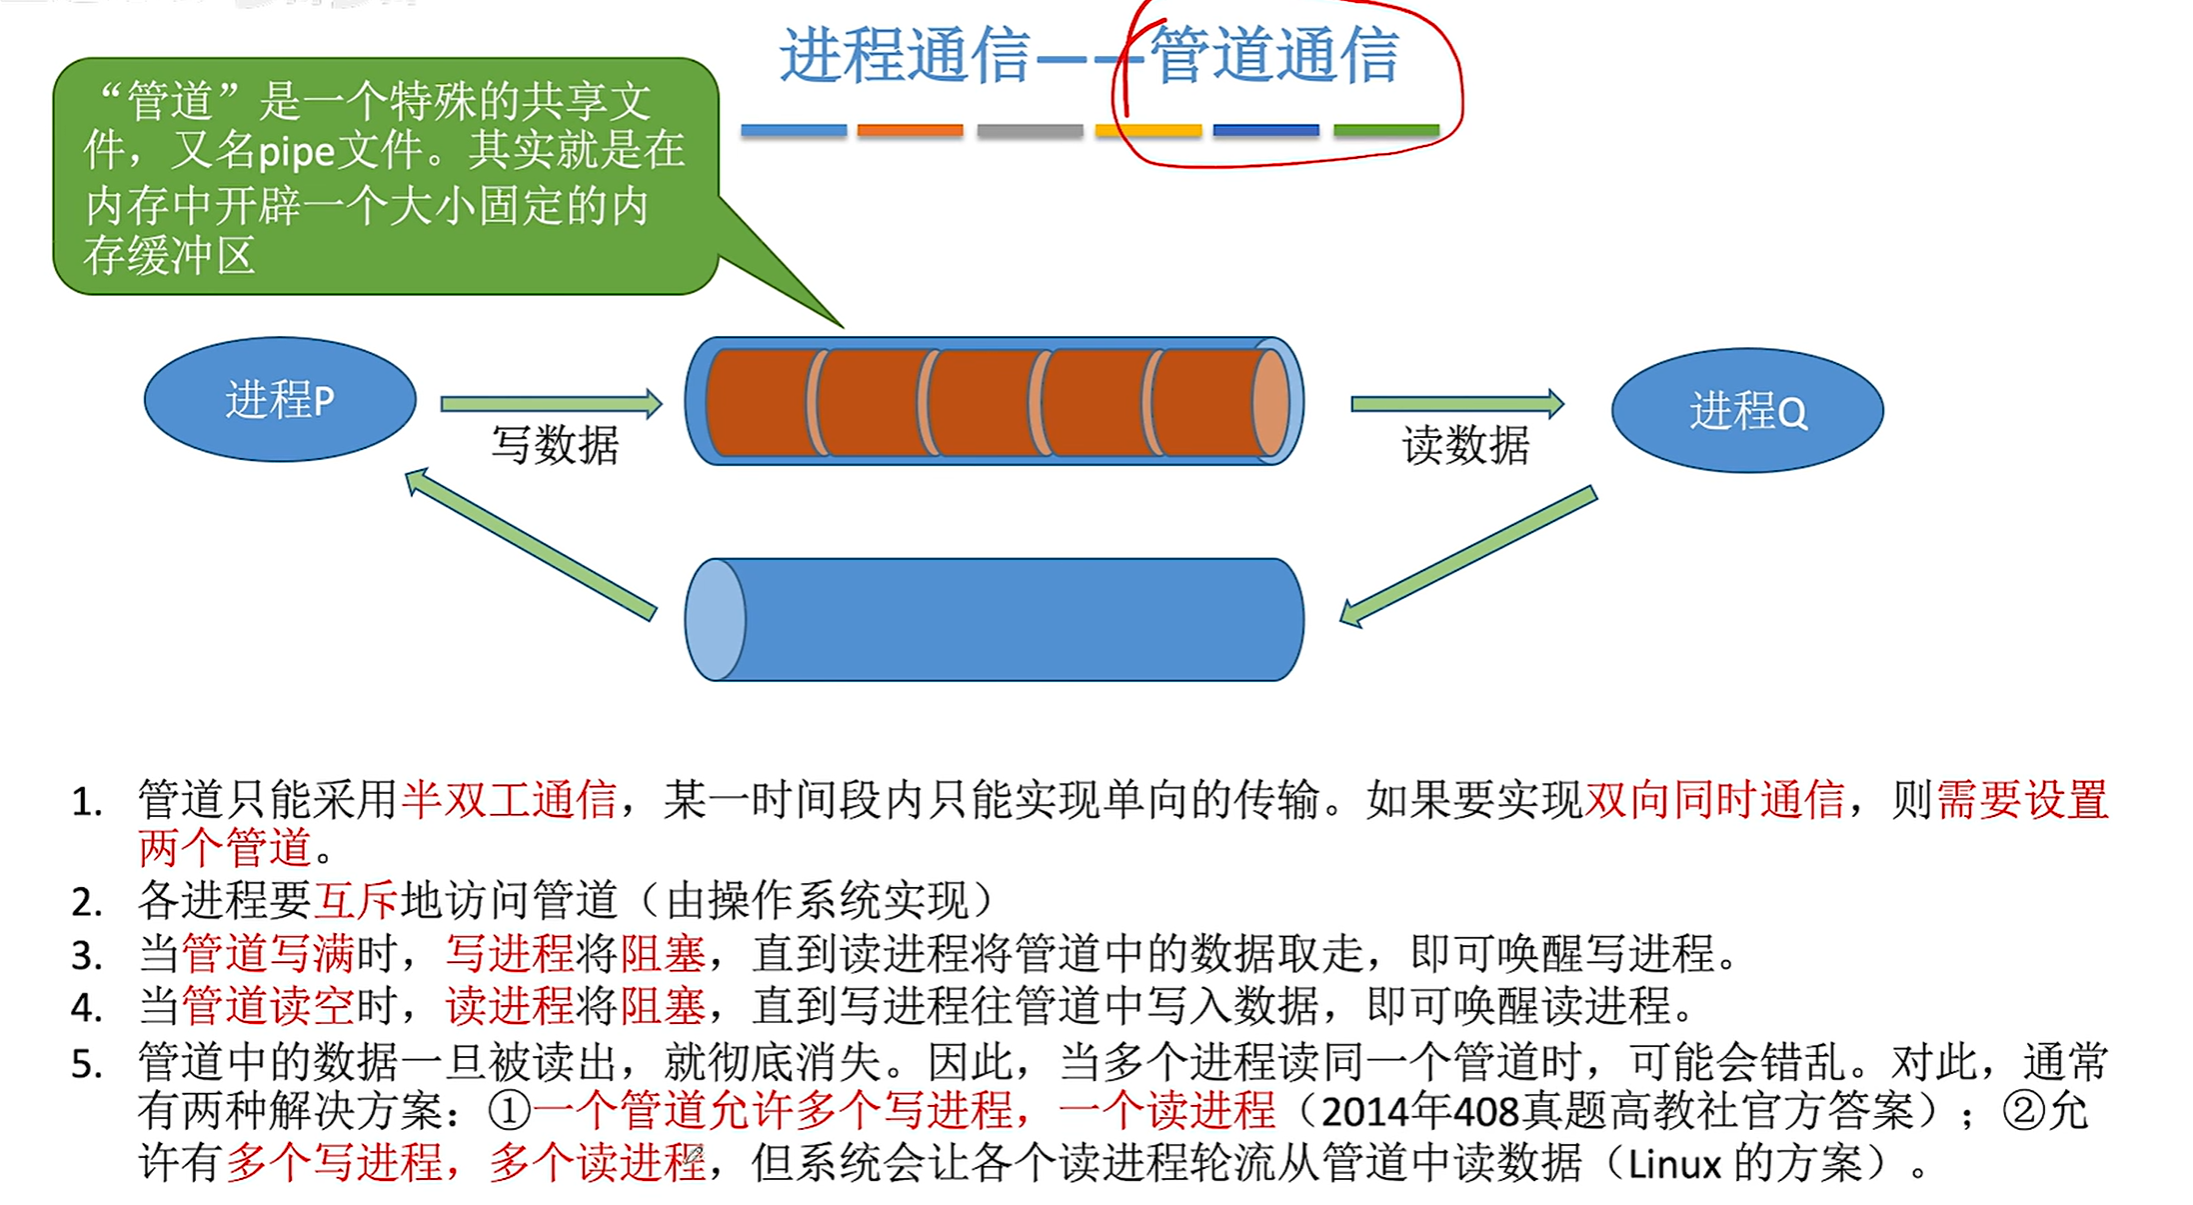 进程通信——管道通信
“管道”是一个特殊的共享文
件，又名pipe文件。其实就是在
内存中开辟一个大小固定的内
存缓冲区
进程P
写数据
读数据
进程Q
1. 管道只能采用半双工通信，某一时间段内只能实现单向的传输。如果要实现双向同时通信，则需要设置
两个管道。
2. 各进程要互斥地访问管道（由操作系统实现）
3. 当管道写满时，写进程将阻塞，直到读进程将管道中的数据取走，即可唤醒写进程。
4. 当管道读空时，读进程将阻塞，直到写进程往管道中写入数据，即可唤醒读进程。
5. 管道中的数据一旦被读出，就彻底消失。因此，当多个进程读同一个管道时，可能会错乱。对此，通常
有两种解决方案：①一个管道允许多个写进程，一个读进程（2014年408真题高教社官方答案）；②允
许有多个写进程，多个读进程，但系统会让各个读进程轮流从管道中读数据（Linux 的方案）。